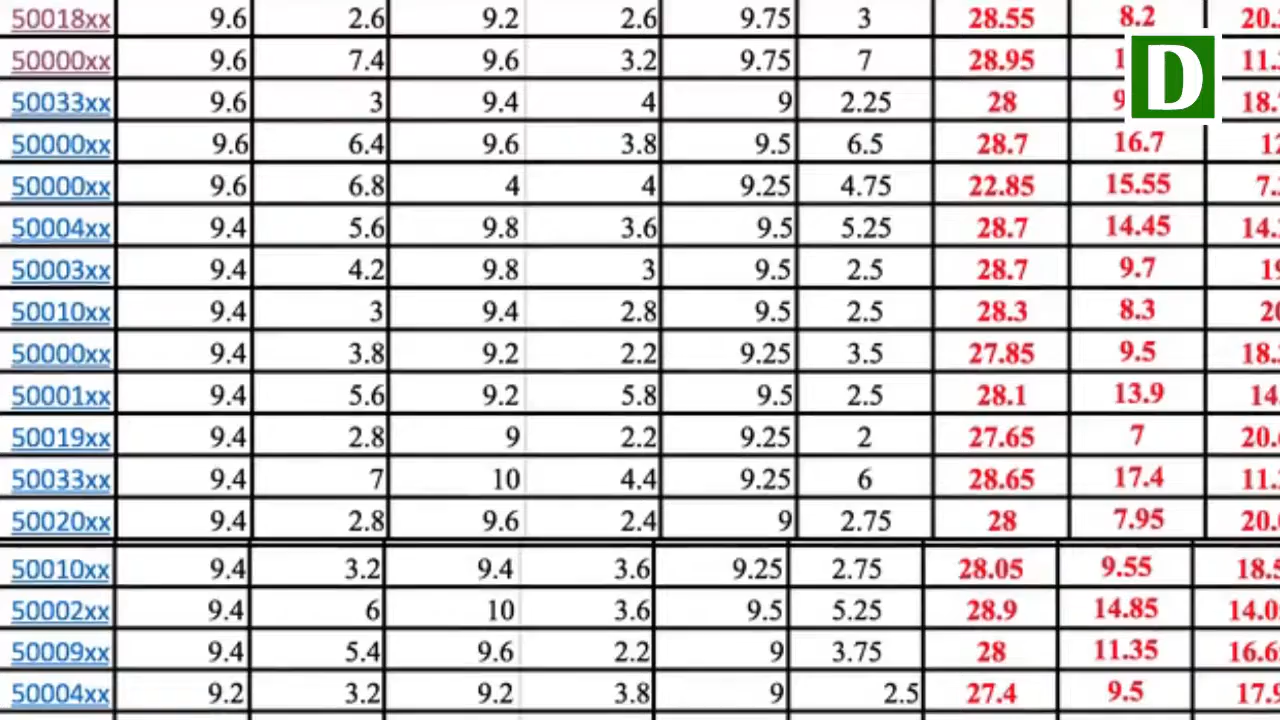 50018xx 9.6 2.6 9.2 2.6 9.75 3 28.55 8.2 20.
50000xx 9.6 7.4 9.6 3.2 9.75 7 28.95 1 11.
D
50033xx 9.6 3 9.4 4 9 2.25 28 9 18.
50000xx 9.6 6.4 9.6 3.8 9.5 6.5 28.7 16.7 12
50000xx 9.6 6.8 4 4 9.25 4.75 22.85 15.55 7.
50004xx 9.4 5.6 9.8 3.6 9.5 5.25 28.7 14.45 14.
50003xx 9.4 4.2 9.8 3 9.5 2.5 28.7 9.7 19
50010xx 9.4 3 9.4 2.8 9.5 2.5 28.3 8.3 20
50000xx 9.4 3.8 9.2 2.2 9.25 3.5 27.85 9.5 18.
50001xx 9.4 5.6 9.2 5.8 9.5 2.5 28.1 13.9 14.
50019xx 9.4 2.8 9 2.2 9.25 2 27.65 7 20.
50033xx 9.4 7 10 4.4 9.25 6 28.65 17.4 11.
50020xx 9.4 2.8 9.6 2.4 9 2.75 28 7.95 20.
50010xx 9.4 3.2 9.4 3.6 9.25 2.75 28.05 9.55 18.5
50002xx 9.4 6 10 3.6 9.5 5.25 28.9 14.85 14.0
50009xx 9.4 5.4 9.6 2.2 9 3.75 28 11.35 16.6
50004xx 9.2 3.2 9.2 3.8 9 2.5 27.4 9.5 17.9